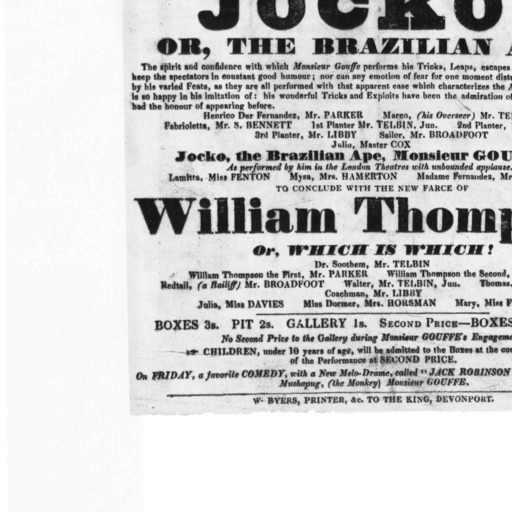 JOCKO
OR, THE BRAZILIAN A
The spirit and confidence with which Monsieur Gouffe performs his Tricks, Leaps, escapes
keep the spectators in constant good humour; nor can any emotion of fear for one moment dist
by his varied Feats, as they are all performed with that apparent ease which characterizes the A
is so happy in his imitation of: his wonderful Tricks and Exploits have been the admiration of
had the honour of appearing before.
Henrico Der Fernandez, Mr. PARKER Marco, (his Overseer) Mr. TE
Fabrioletta, Mr. S. BENNETT 1st Planter Mr. TELBIN, Jun. 2nd Planter,
3rd Planter, Mr. LIBBY Sailor, Mr. BROADFOOT
Julio, Master COX
Jocko, the Brazilian Ape, Monsieur GOU
As performed by him in the London Theatres with unbounded applause.
Lamitta, Miss FENTON Mysa, Mrs. HAMERTON Madame Fernandes, Mr
TO CONCLUDE WITH THE NEW FARCE OF
William Thomp
Or, WHICH IS WHICH!
Dr. Soothem, Mr. TELBIN
William Thompson the First, Mr. PARKER William Thompson the Second,
Redtail, (a Bailiff) Mr. BROADFOOT Waiter, Mr. TELBIN, Jun. Thomas,
Coachman, Mr. LIBBY
Julia, Miss DAVIES Miss Dormer, Mrs. HORSMAN Mary, Miss F
BOXES 3s. PIT 2s. GALLERY 1s. SECOND PRICE—BOXES
No Second Price to the Gallery during Monsieur GOUFFE's Engageme
☞ CHILDREN, under 10 years of age, will be admitted to the Boxes at the co
of the Performance at SECOND PRICE.
On FRIDAY, a favorite COMEDY, with a New Melo-Drame, called "JACK ROBINSON
Mushapug, (the Monkey) Monsieur GOUFFE.
W. BYERS, PRINTER, &c. TO THE KING, DEVONPORT.